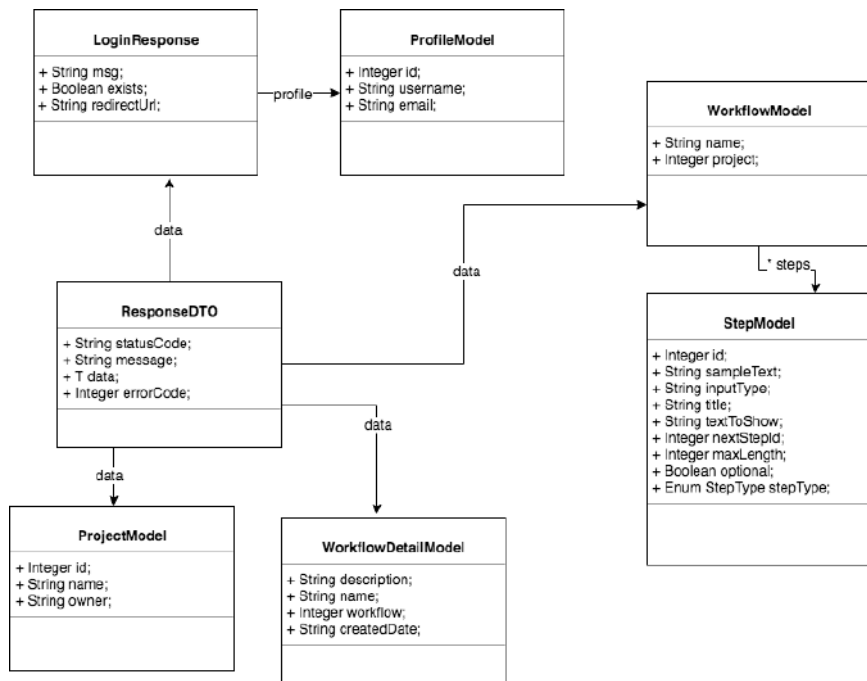 LoginResponse
+ String msg;
+ Boolean exists;
+ String redirectUrl;
profile
ProfileModel
+ Integer id;
+ String username;
+ String email;
WorkflowModel
+ String name;
+ Integer project;
data
data
* steps
ResponseDTO
+ String statusCode;
+ String message;
+ T data;
+ Integer errorCode;
StepModel
+ Integer id;
+ String sampleText;
+ String inputType;
+ String title;
+ String textToShow;
+ Integer nextStepId;
+ Integer maxLength;
+ Boolean optional;
+ Enum StepType stepType;
data
data
ProjectModel
+ Integer id;
+ String name;
+ String owner;
WorkflowDetailModel
+ String description;
+ String name;
+ Integer workflow;
+ String createdDate;